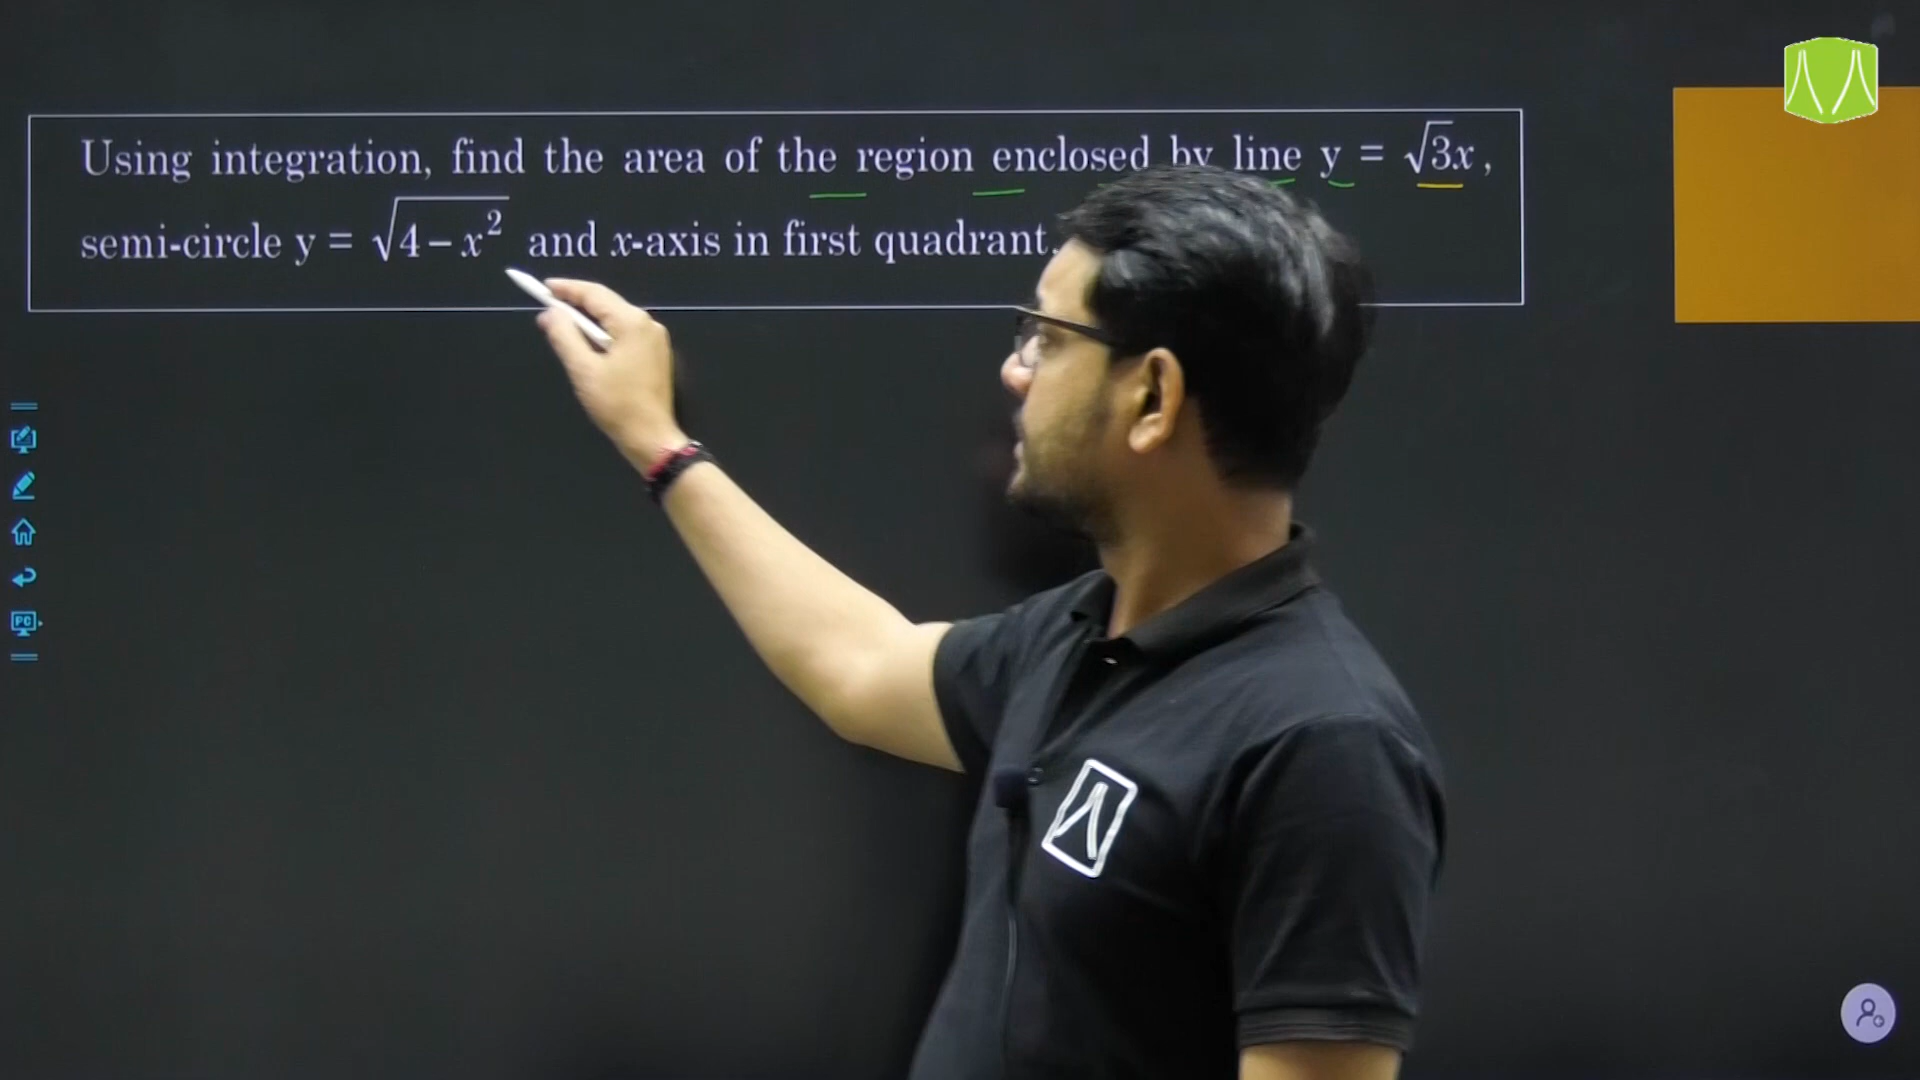 Using integration, find the area of the region enclosed by line y = √3x,
semi-circle y = √4 – x² and x-axis in first quadrant.
PC